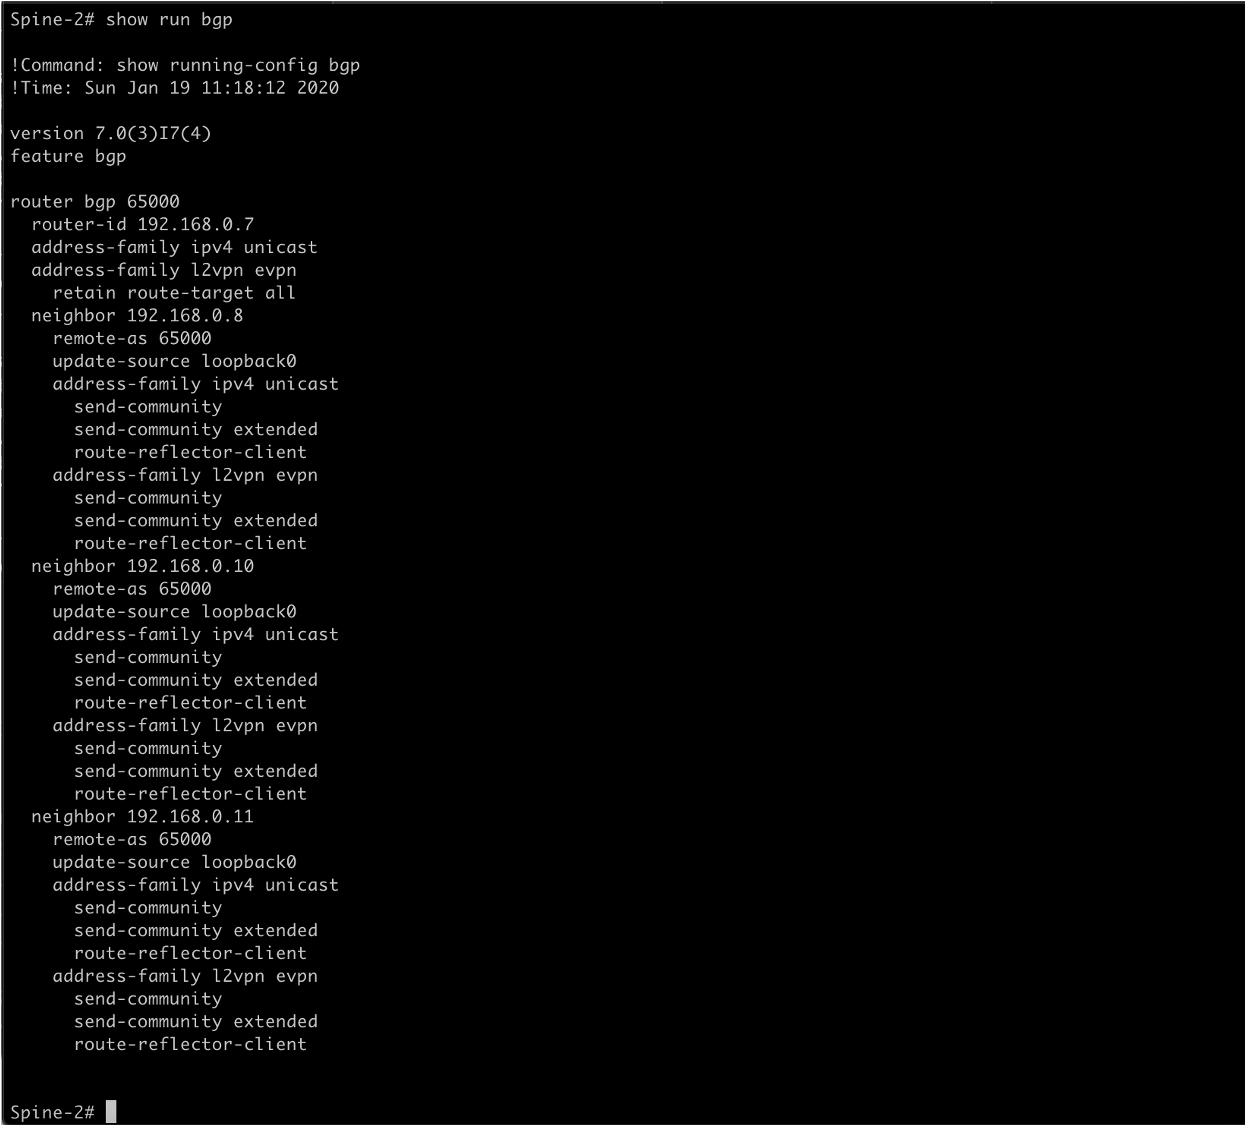 Spine-2# show run bgp
!Command: show running-config bgp
!Time: Sun Jan 19 11:18:12 2020
version 7.0(3)I7(4)
feature bgp
router bgp 65000
  router-id 192.168.0.7
  address-family ipv4 unicast
  address-family l2vpn evpn
    retain route-target all
  neighbor 192.168.0.8
    remote-as 65000
    update-source loopback0
    address-family ipv4 unicast
      send-community
      send-community extended
      route-reflector-client
    address-family l2vpn evpn
      send-community
      send-community extended
      route-reflector-client
  neighbor 192.168.0.10
    remote-as 65000
    update-source loopback0
    address-family ipv4 unicast
      send-community
      send-community extended
      route-reflector-client
    address-family l2vpn evpn
      send-community
      send-community extended
      route-reflector-client
  neighbor 192.168.0.11
    remote-as 65000
    update-source loopback0
    address-family ipv4 unicast
      send-community
      send-community extended
      route-reflector-client
    address-family l2vpn evpn
      send-community
      send-community extended
      route-reflector-client
Spine-2#